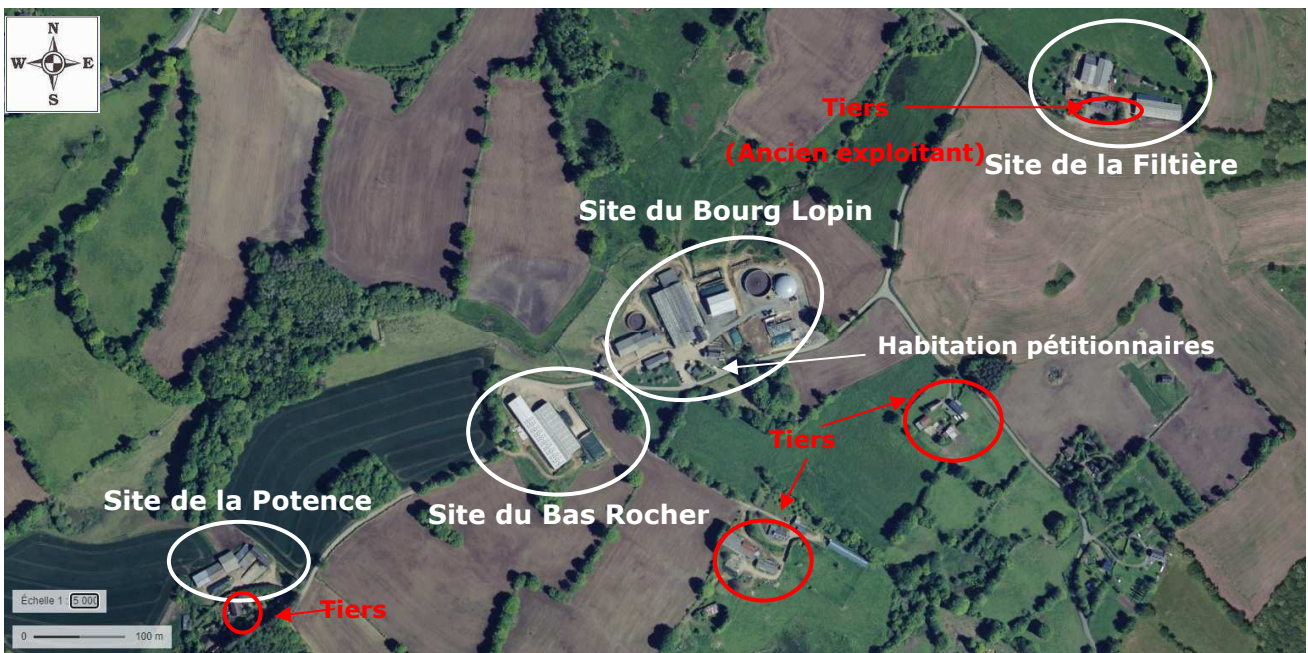 N
W E
S
Tiers
(Ancien exploitant)
Site de la Filtière
Site du Bourg Lopin
Habitation pétitionnaires
Tiers
Site de la Potence
Site du Bas Rocher
Échelle 1 : 5 000
Tiers
0 100 m